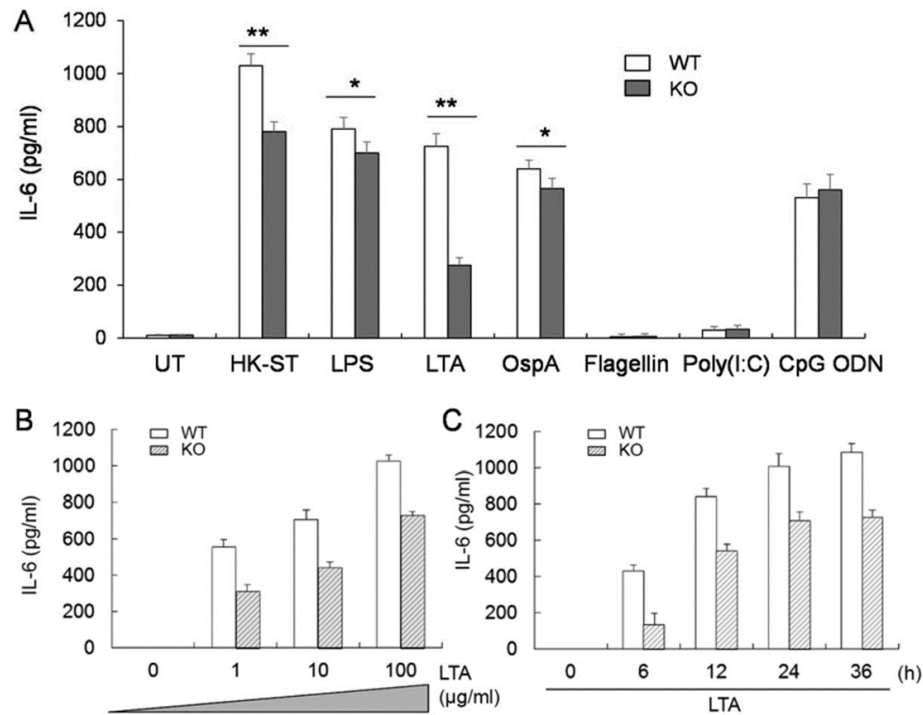 A
1200
1000
800
600
400
200
0
IL-6 (pg/ml)
** * ** *
WT
KO
UT HK-ST LPS LTA OspA Flagellin Poly(I:C) CpG ODN
B
1200
1000
800
600
400
200
0
IL-6 (pg/ml)
WT
KO
0 1 10 100 LTA
(μg/ml)
C
1200
1000
800
600
400
200
0
IL-6 (pg/ml)
WT
KO
0 6 12 24 36 (h)
LTA